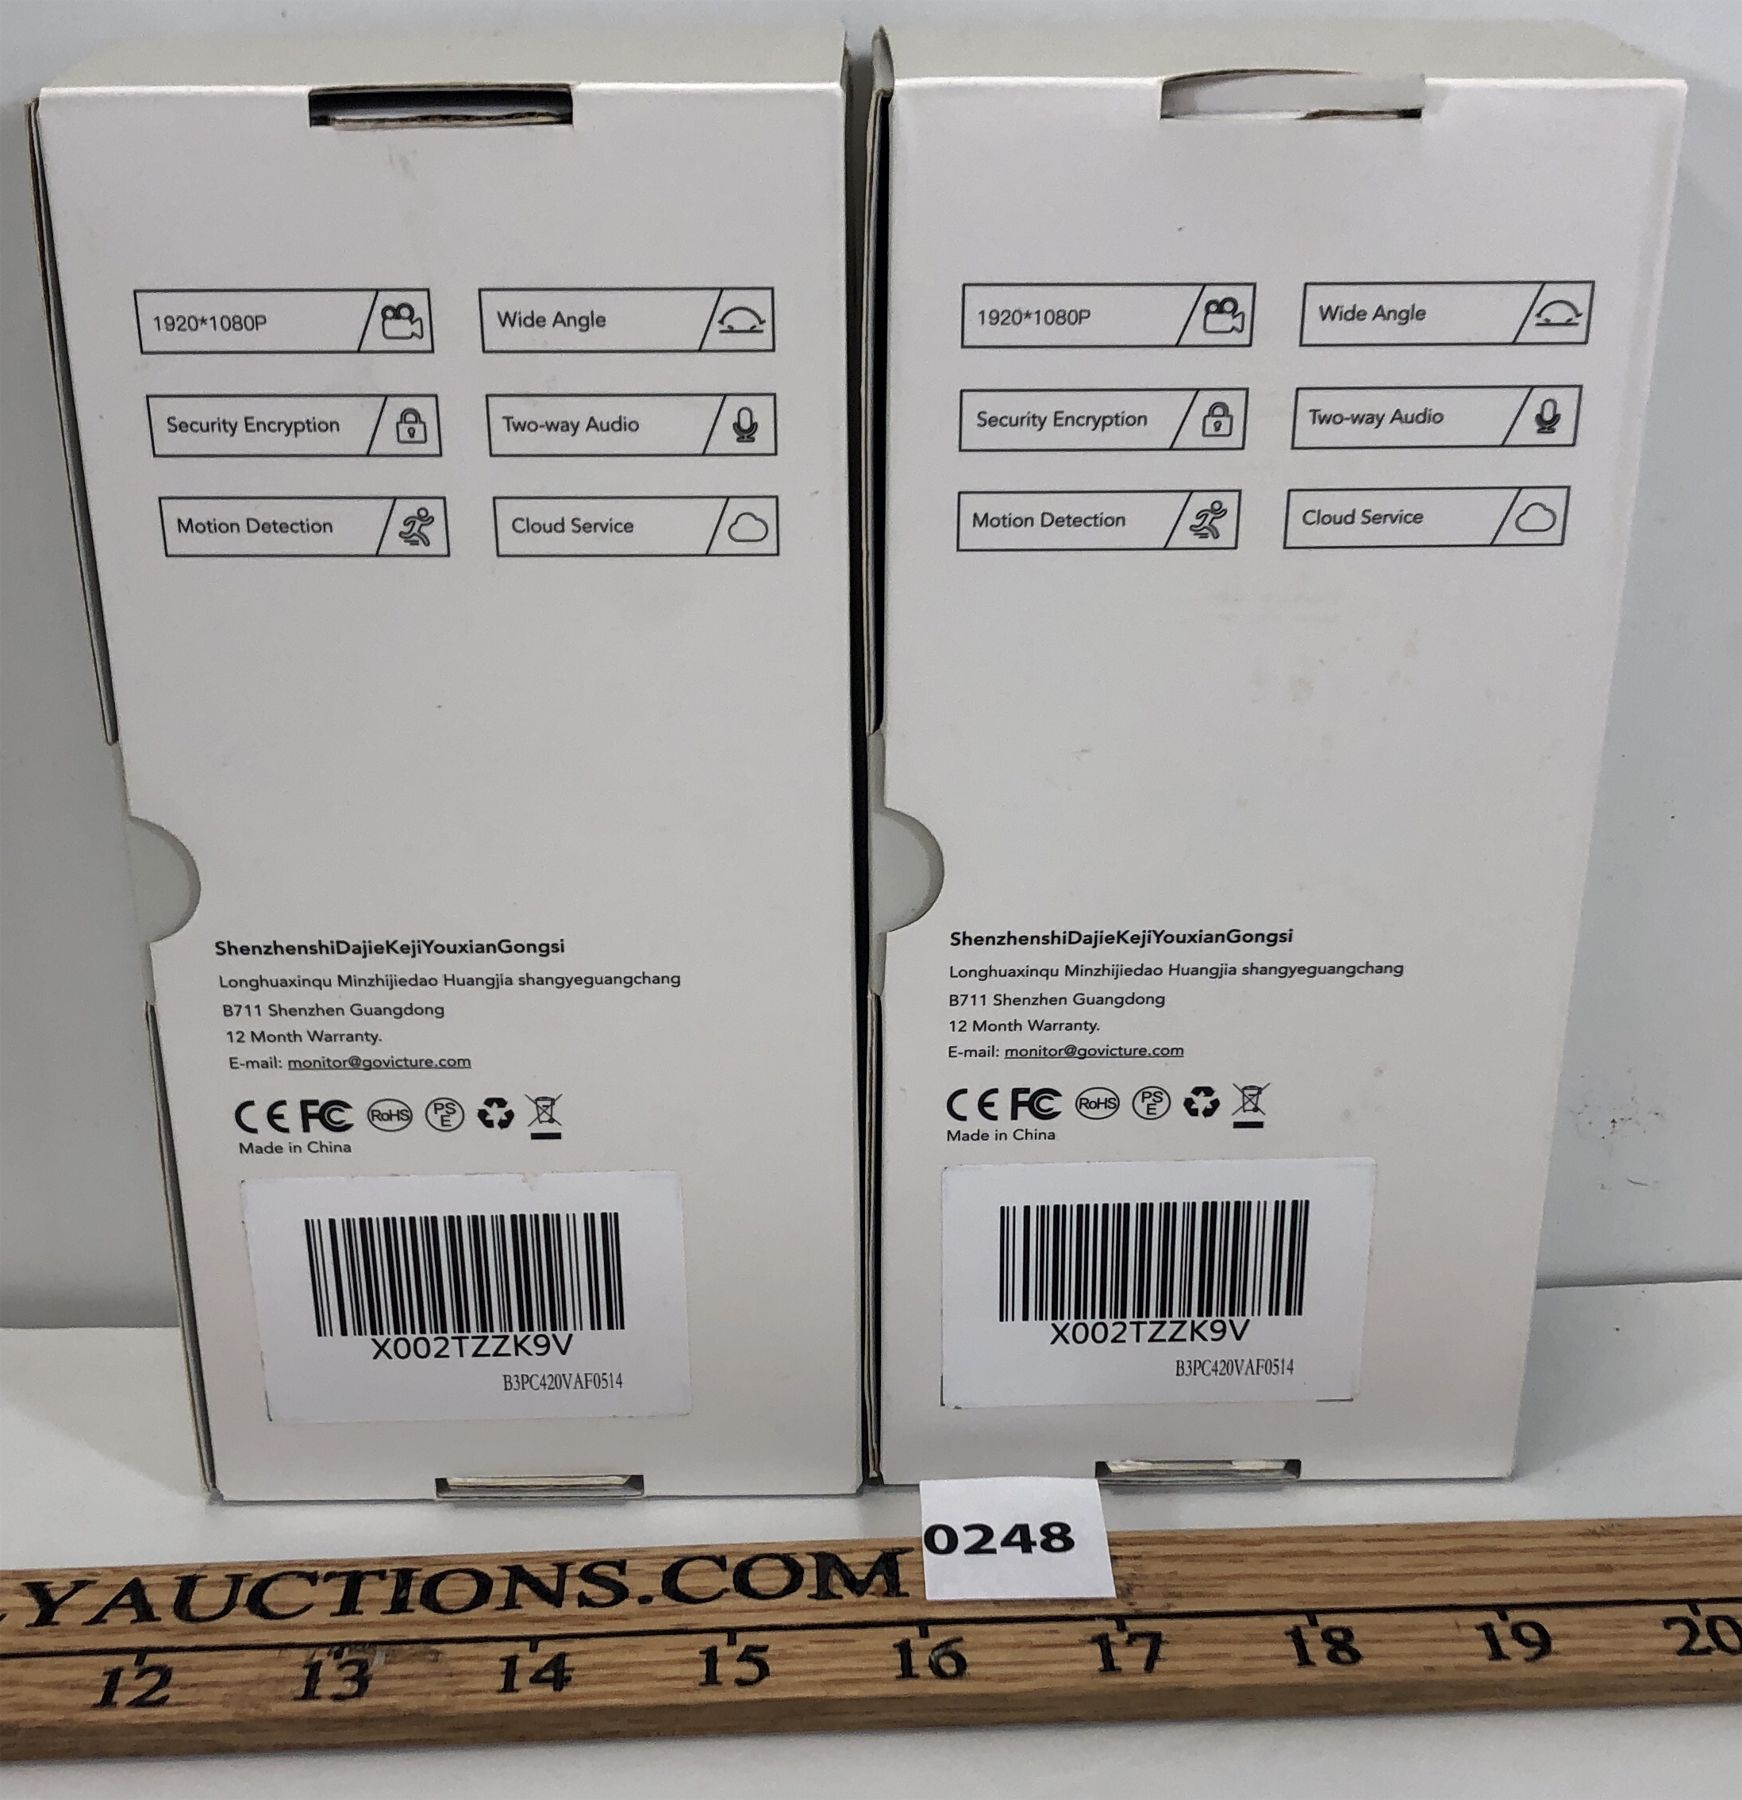 1920*1080P
Wide Angle
Security Encryption
Two-way Audio
Motion Detection
Cloud Service
ShenzhenshiDajieKejiYouxianGongsi
Longhuaxinqu Minzhijiedao Huangjia shangyeguangchang
B711 Shenzhen Guangdong
12 Month Warranty.
E-mail: monitor@govicture.com
CE FC RoHS PSE
Made in China
X002TZZK9V
B3PC420VAF0514
1920*1080P
Wide Angle
Security Encryption
Two-way Audio
Motion Detection
Cloud Service
ShenzhenshiDajieKejiYouxianGongsi
Longhuaxinqu Minzhijiedao Huangjia shangyeguangchang
B711 Shenzhen Guangdong
12 Month Warranty.
E-mail: monitor@govicture.com
CE FC RoHS PSE
Made in China
X002TZZK9V
B3PC420VAF0514
0248
YAUCTIONS.COM
12 13 14 15 16 17 18 19 20